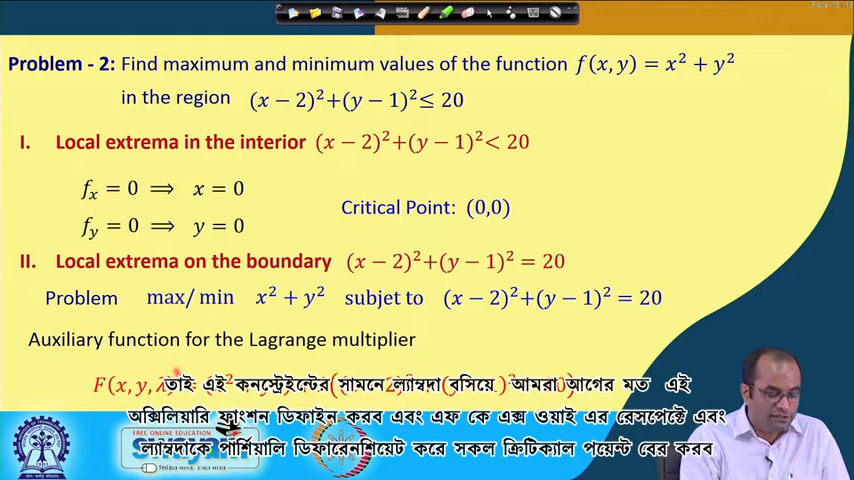 Problem - 2: Find maximum and minimum values of the function f(x, y) = x² + y²
in the region (x − 2)²+(y − 1)²≤ 20
I. Local extrema in the interior (x − 2)²+(y − 1)²< 20
fₓ = 0 ⟹ x = 0
f_y = 0 ⟹ y = 0
Critical Point: (0,0)
II. Local extrema on the boundary (x − 2)²+(y − 1)² = 20
Problem max/ min x² + y² subjet to (x − 2)²+(y − 1)² = 20
Auxiliary function for the Lagrange multiplier
F(x, y, λ)
তাই এই কনস্ট্রেইন্টের সামনে ল্যাম্বদা বসিয়ে আমরা আগের মত এই
অক্সিলিয়ারি ফাংশন ডিফাইন করব এবং এফ কে এক্স ওয়াই এর রেসপেক্টে এবং
ল্যাম্বদাকে পার্শিয়ালি ডিফারেনশিয়েট করে সকল ক্রিটিক্যাল পয়েন্ট বের করব
FREE ONLINE EDUCATION
swayam